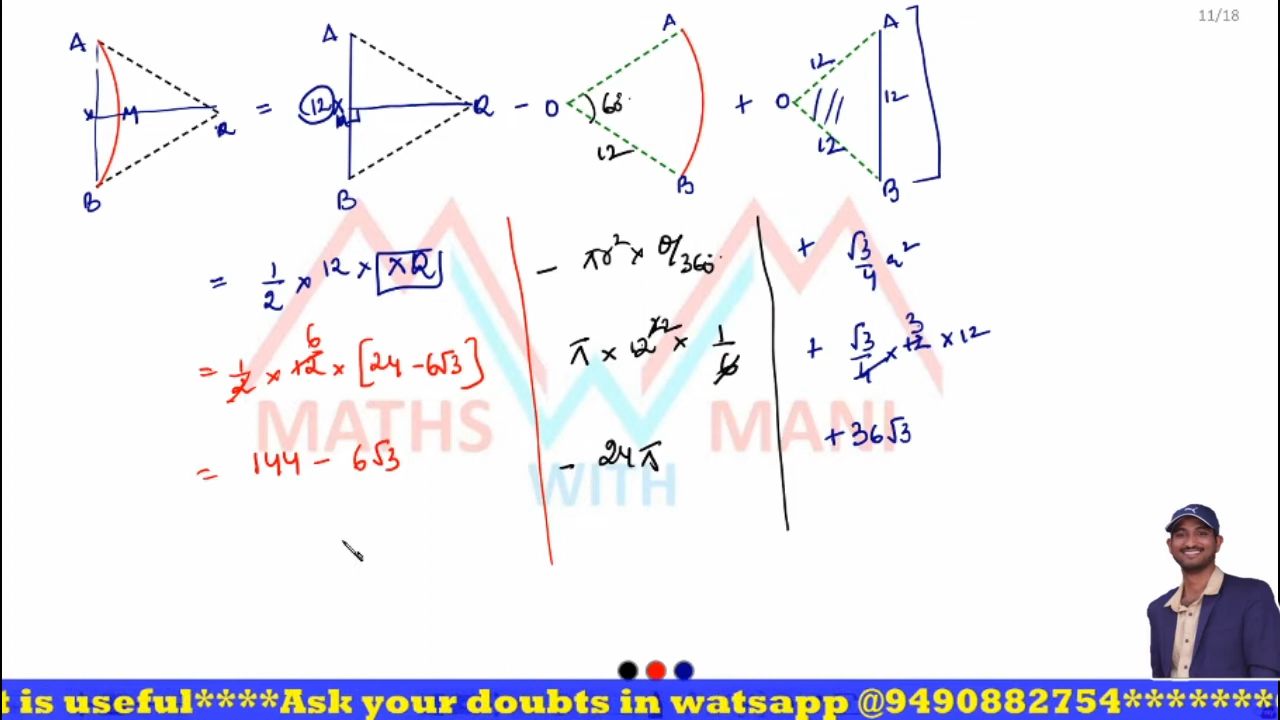 11/18
A A A A
12
x M = 12 x - O 60° + O 12
Q Q 12 12
B B B B
= 1/2 × 12 × XQ - πr² × θ/360° + √3/4 a²
= 1/2 × 12 6 × [24 - 6√3] π × 12² × 1/6 + √3/4 × 12 3 × 12
= 144 - 6√3 - 24π + 36√3
MATHS MANI
WITH
t is useful****Ask your doubts in watsapp @9490882754*******